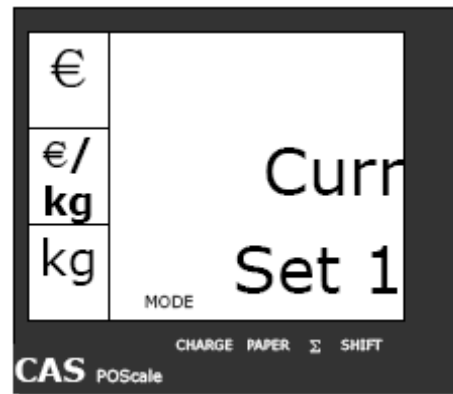 €
€/
kg
Curr
kg
Set 1
MODE
CHARGE PAPER Σ SHIFT
CAS POScale